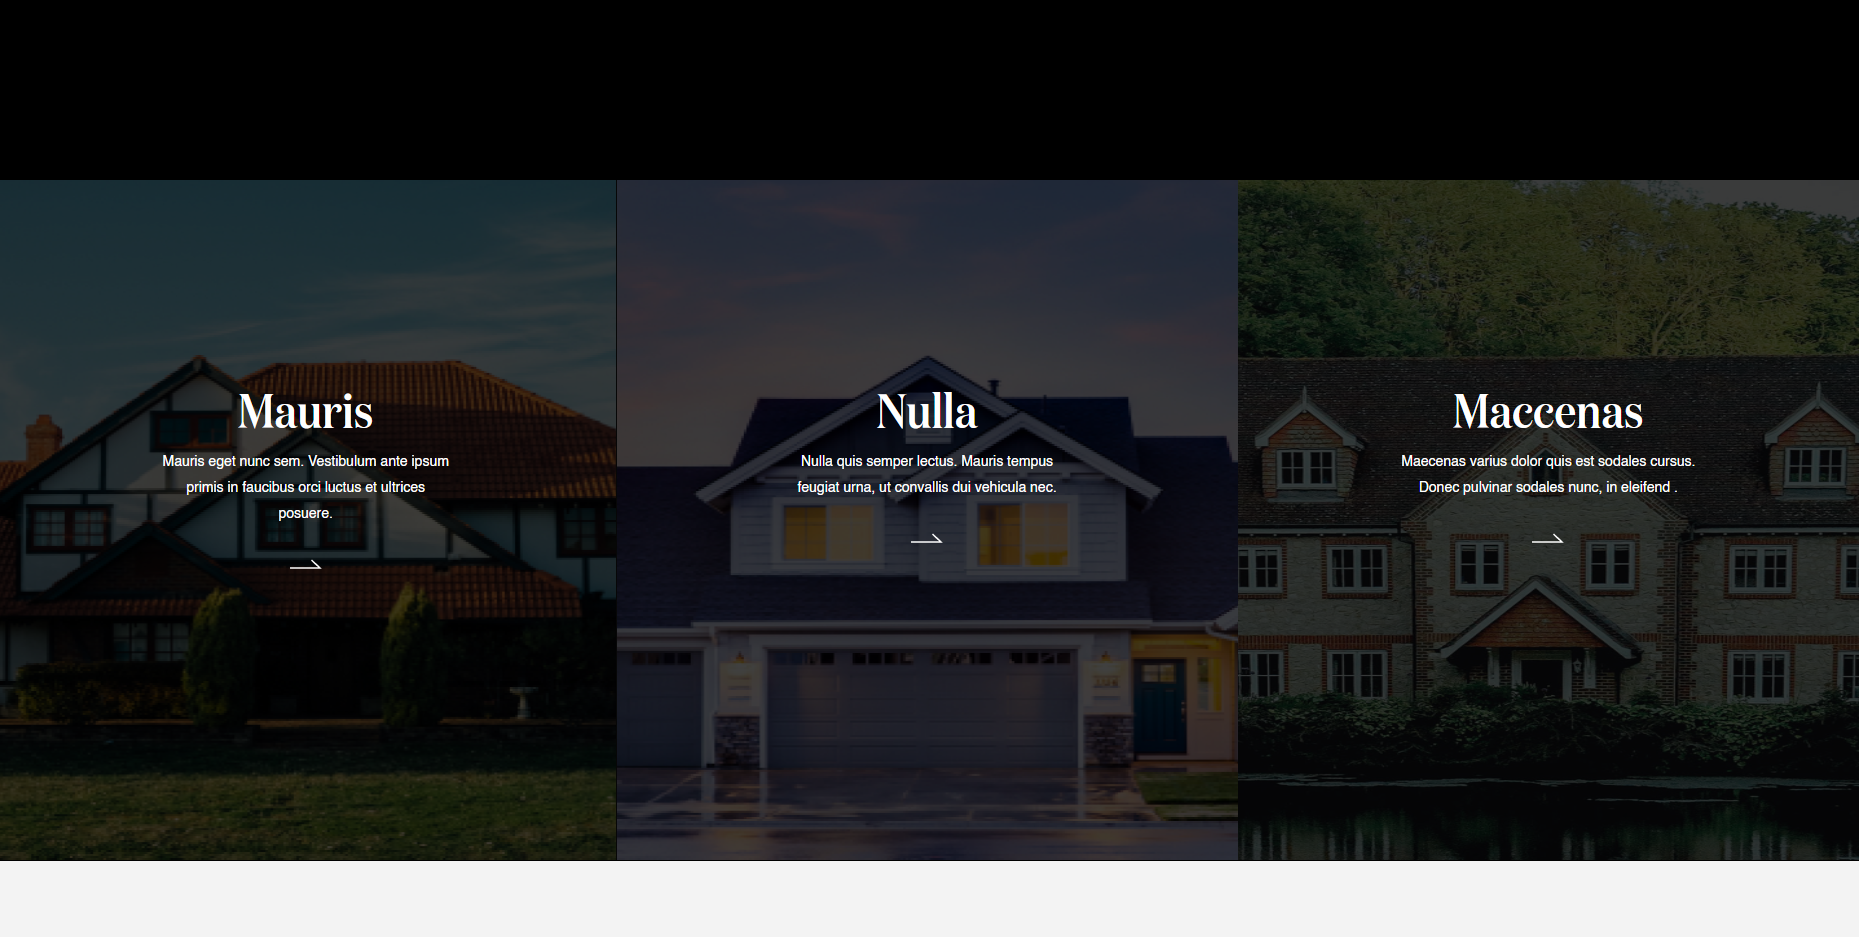 Mauris
Mauris eget nunc sem. Vestibulum ante ipsum
primis in faucibus orci luctus et ultrices
posuere.
Nulla
Nulla quis semper lectus. Mauris tempus
feugiat urna, ut convallis dui vehicula nec.
Maccenas
Maecenas varius dolor quis est sodales cursus.
Donec pulvinar sodales nunc, in eleifend .